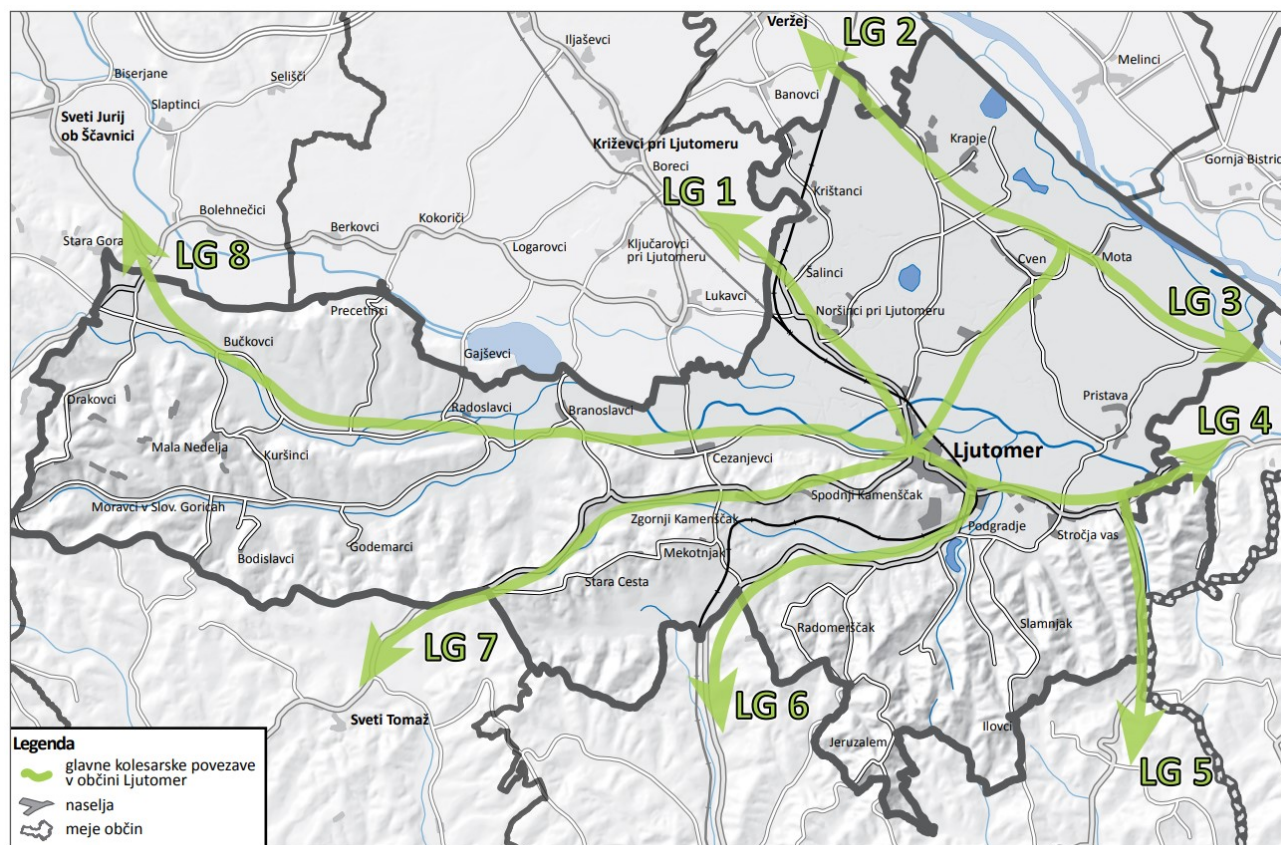 Veržej
LG 2
Iljaševci
Melinci
Biserjane
Selišči
Slaptinci
Banovci
Sveti Jurij
ob Ščavnici
Križevci pri Ljutomeru
Krapje
Gornja Bistric
Boreci
LG 1
Krištanci
Bolehnečici
Kokoriči
Berkovci
Stara Gora
LG 8
Logarovci
Ključarovci
pri Ljutomeru
Šalinci
Cven
Mota
Lukavci
LG 3
Precetinci
Noršinci pri Ljutomeru
Bučkovci
Gajševci
Drakovci
Radoslavci
Branoslavci
Pristava
LG 4
Mala Nedelja
Kuršinci
Cezanjevci
Ljutomer
Moravci v Slov. Goricah
Spodnji Kamenščak
Zgornji Kamenščak
Podgradje
Stročja vas
Bodislavci
Godemarci
Mekotnjak
Stara Cesta
Radomerščak
Slamnjak
LG 7
LG 6
Sveti Tomaž
Ilovci
Jeruzalem
LG 5
Legenda
glavne kolesarske povezave
v občini Ljutomer
naselja
meje občin